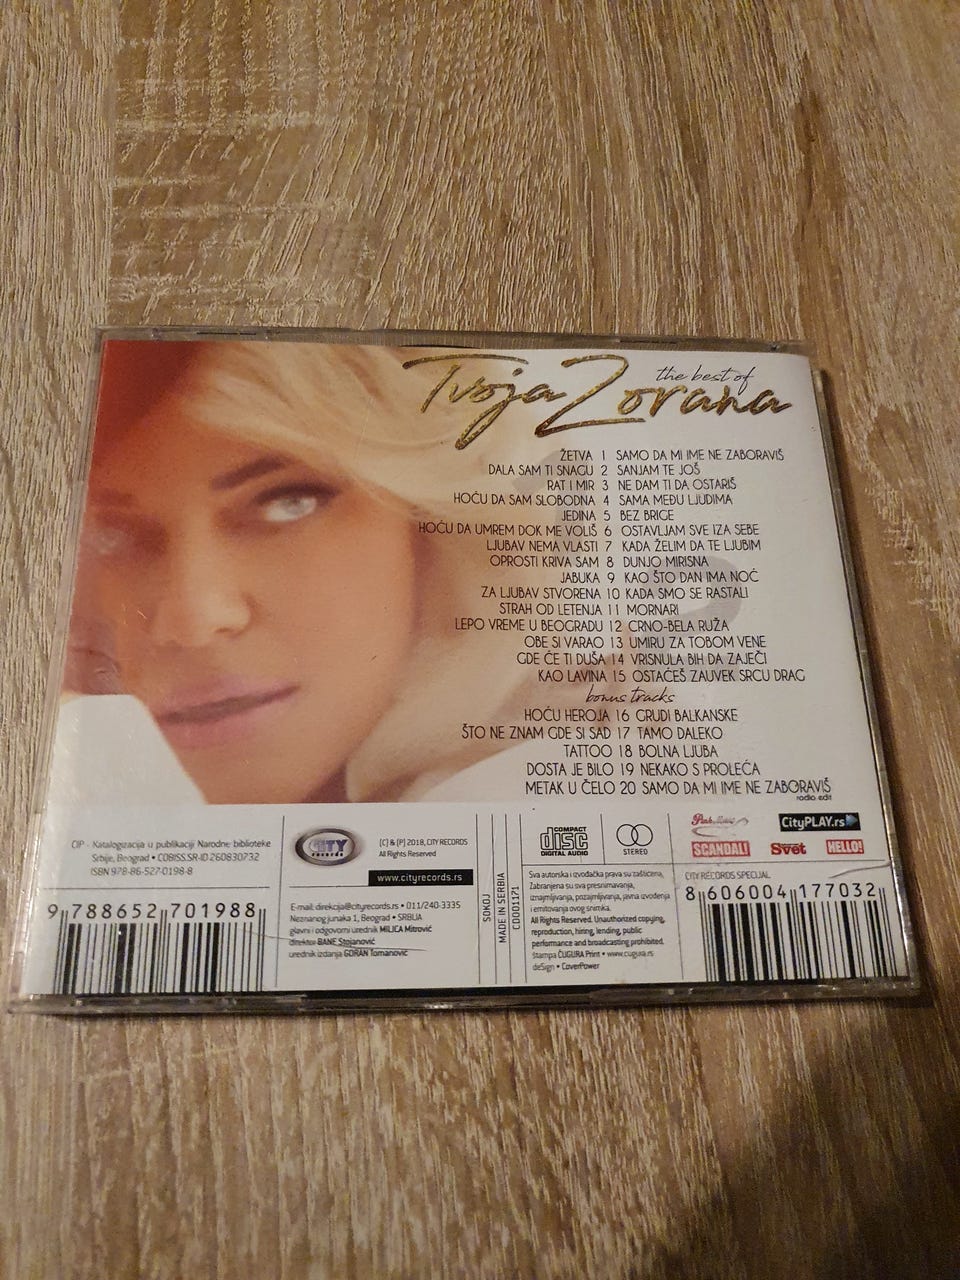 Tvoja Zorana
the best of
ŽETVA 1 SAMO DA MI IME NE ZABORAVIŠ
DALA SAM TI SNAGU 2 SANJAM TE JOŠ
RAT I MIR 3 NE DAM TI DA OSTARIŠ
HOĆU DA SAM SLOBODNA 4 SAMA MEĐU LJUDIMA
JEDINA 5 BEZ BRIGE
HOĆU DA UMREM DOK ME VOLIŠ 6 OSTAVLJAM SVE IZA SEBE
LJUBAV NEMA VLASTI 7 KADA ŽELIM DA TE LJUBIM
OPROSTI KRIVA SAM 8 DUNJO MIRISNA
JABUKA 9 KAO ŠTO DAN IMA NOĆ
ZA LJUBAV STVORENA 10 KADA SMO SE RASTALI
STRAH OD LETENJA 11 MORNARI
LEPO VREME U BEOGRADU 12 CRNO-BELA RUŽA
OBE SI VARAO 13 UMIRU ZA TOBOM VENE
GDE ĆE TI DUŠA 14 VRISNULA BIH DA ZAJEČI
KAO LAVINA 15 OSTAĆEŠ ZAUVEK SRCU DRAG
bonus tracks
HOĆU HEROJA 16 GRUDI BALKANSKE
ŠTO NE ZNAM GDE SI SAD 17 TAMO DALEKO
TATTOO 18 BOLNA LJUBA
DOSTA JE BILO 19 NEKAKO S PROLEĆA
METAK U ČELO 20 SAMO DA MI IME NE ZABORAVIŠ
radio edit
CIP - Katalogizacija u publikaciji Narodne biblioteke
Srbije, Beograd • COBISS.SR-ID 260830732
ISBN 978-86-527-0198-8
9 788652 701988
CITY
records
(C) & (P) 2018, CITY RECORDS
All Rights Reserved
www.cityrecords.rs
E-mail: direkcija@cityrecords.rs • 011/240-3335
Neznanog junaka 1, Beograd • SRBIJA
glavni i odgovorni urednik MILICA Mitrović
direktor BANE Stojanović
urednik izdanja GORAN Tomanović
SOKOJ
MADE IN SERBIA
CD001171
COMPACT
disc
DIGITAL AUDIO
STEREO
Sva autorska i izvođačka prava su zaštićena.
Zabranjena su sva presnimavanja,
iznajmljivanja, pozajmljivanja, javna izvođenja
i emitovanja ovog snimka.
All Rights Reserved. Unauthorized copying,
reproduction, hiring, lending, public
performance and broadcasting prohibited.
štampa ČUGURA Print • www.cugura.rs
deSign • CoverPower
CityPLAY.rs
SCANDAL!
Svet
HELLO!
CITY RECORDS SPECIJAL
8 606004 177032